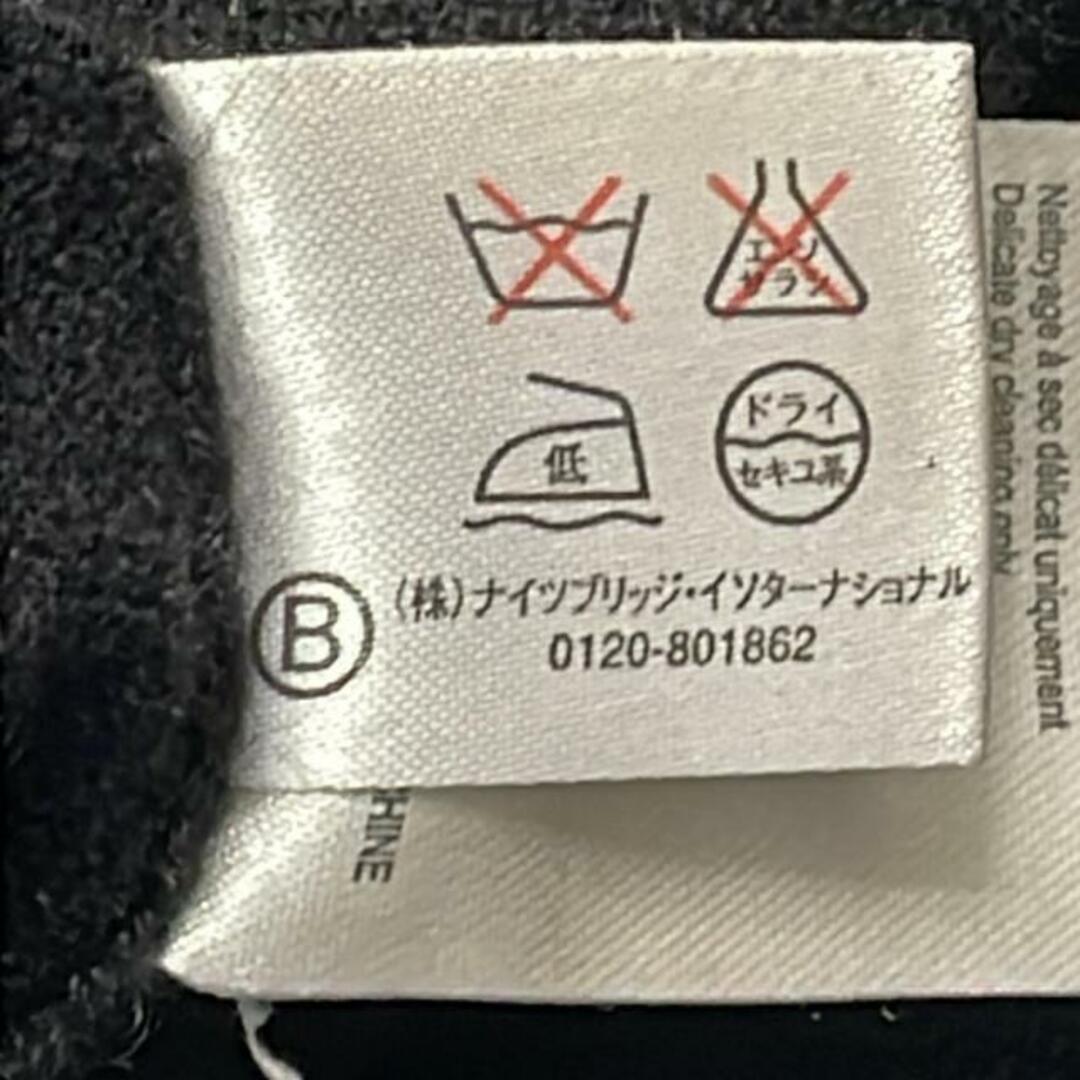 エンソ
サラシ
低
ドライ
セキユ系
B
(株)ナイツブリッジ・インターナショナル
0120-801862
Nettoyage à sec délicat uniquement
Delicate dry cleaning only
HINE